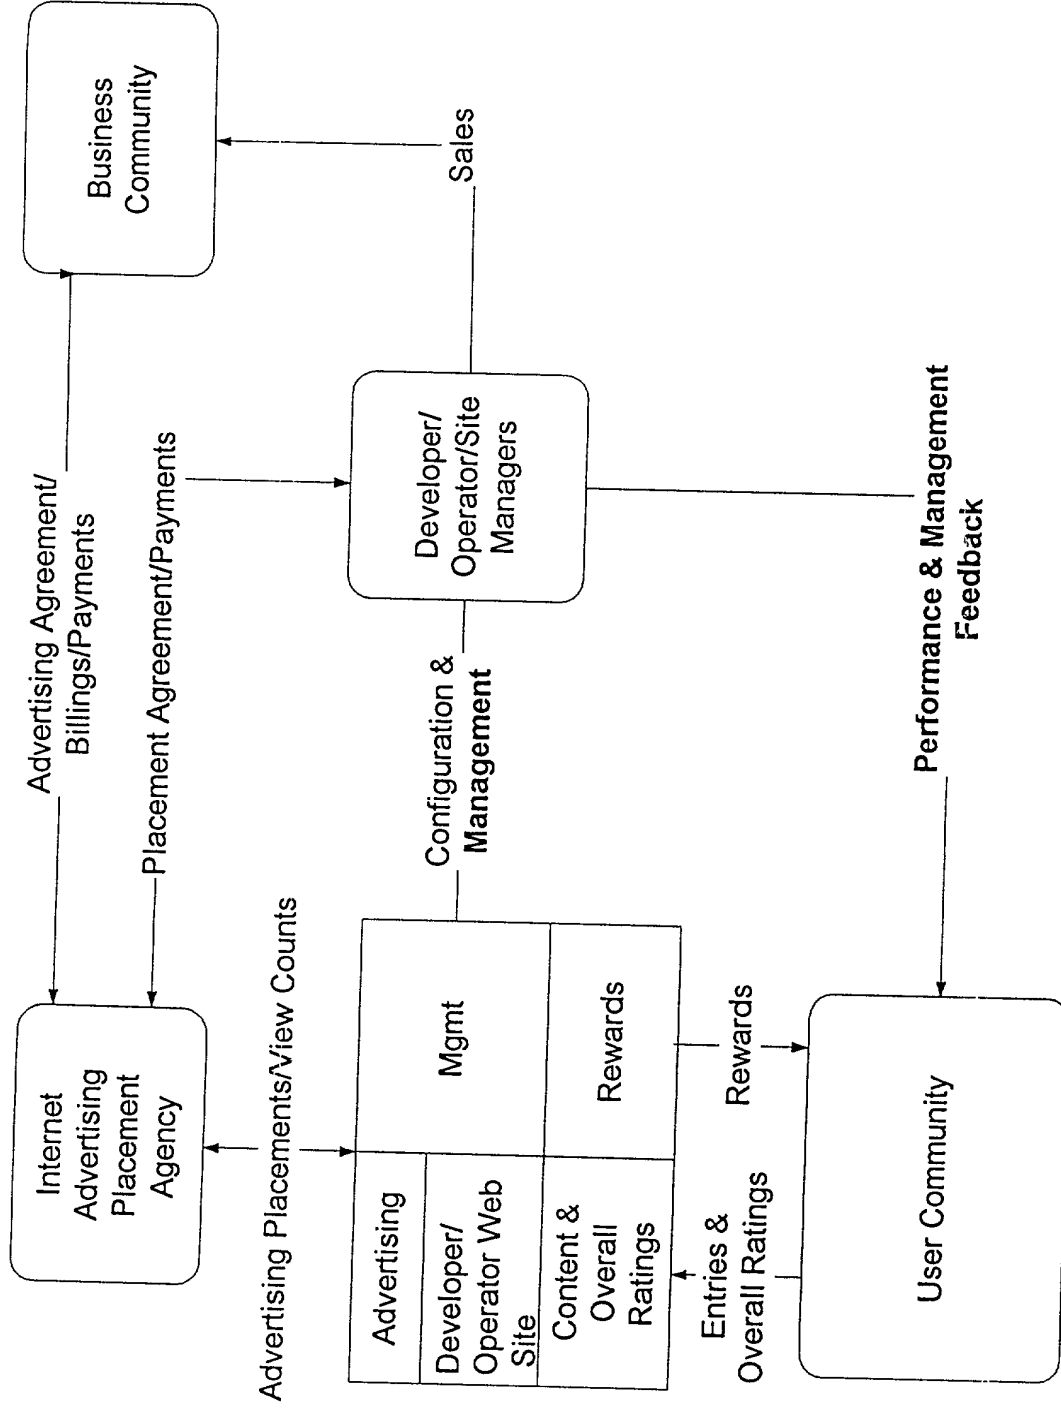 Internet
Advertising
Placement
Agency
Advertising Agreement/
Billings/Payments
Business
Community
Placement Agreement/Payments
Advertising Placements/View Counts
Sales
Advertising
Mgmt
Developer/
Operator Web
Site
Content &
Overall
Ratings
Rewards
Configuration &
Management
Developer/
Operator/Site
Managers
Entries &
Overall Ratings
Rewards
User Community
Performance & Management
Feedback